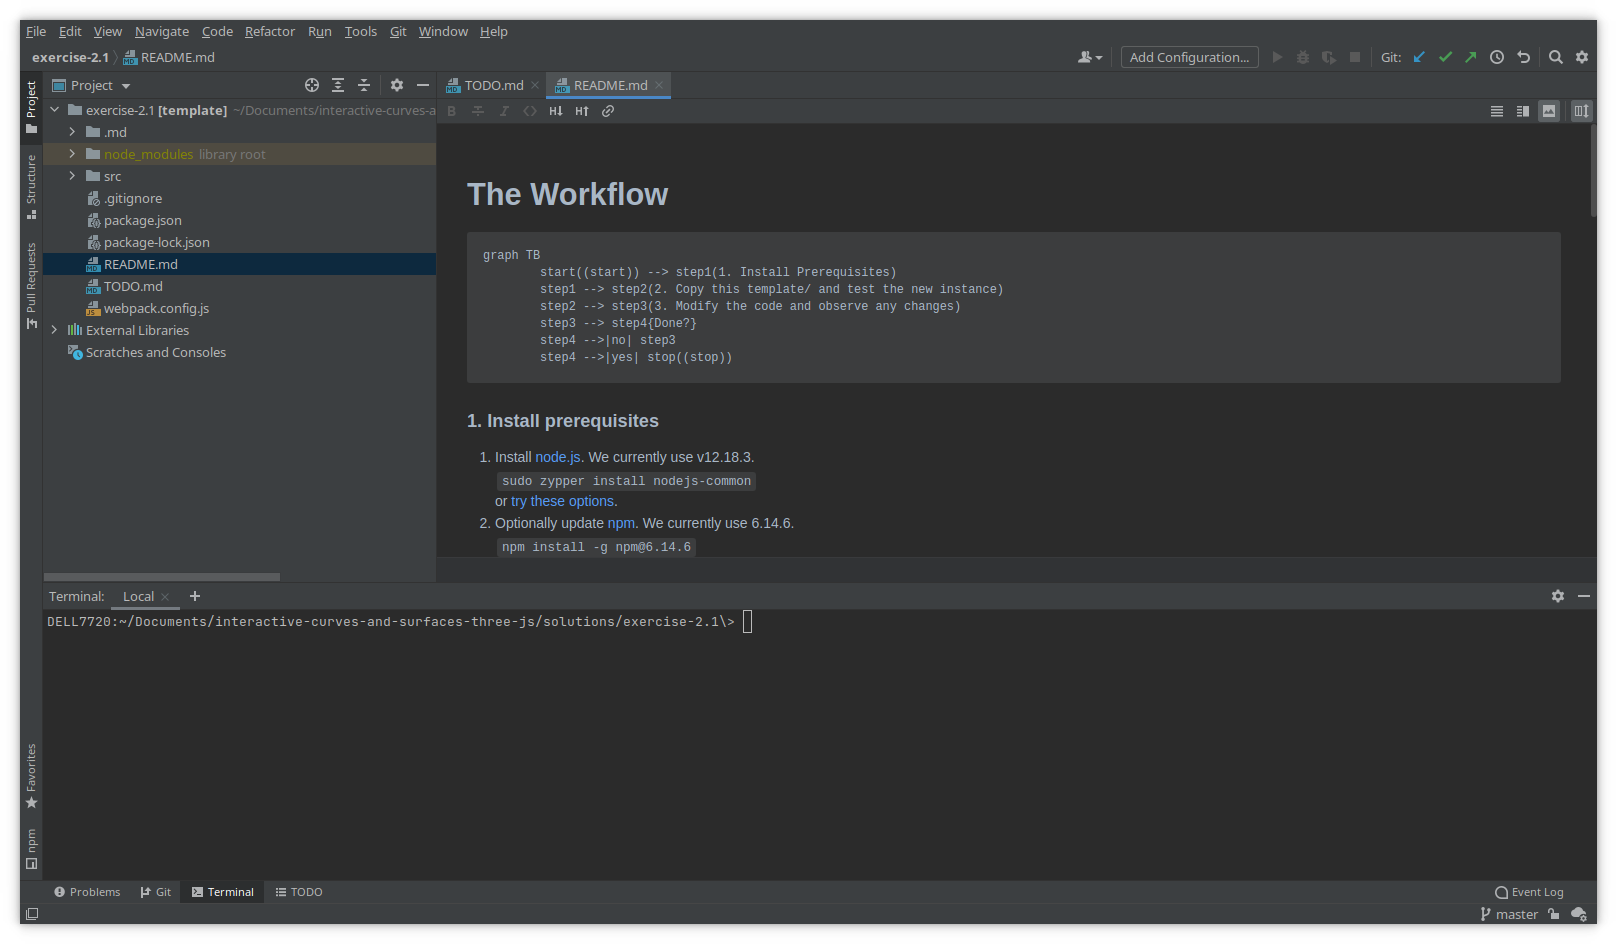 File Edit View Navigate Code Refactor Run Tools Git Window Help
exercise-2.1 README.md Add Configuration... Git:
Project
Project
TODO.md README.md
exercise-2.1 [template] ~/Documents/interactive-curves-a
.md
node_modules library root
src
.gitignore
package.json
package-lock.json
README.md
TODO.md
webpack.config.js
External Libraries
Scratches and Consoles
Structure
Pull Requests
B I <> H↓ H↑
The Workflow
graph TB
start((start)) --> step1(1. Install Prerequisites)
step1 --> step2(2. Copy this template/ and test the new instance)
step2 --> step3(3. Modify the code and observe any changes)
step3 --> step4{Done?}
step4 -->|no| step3
step4 -->|yes| stop((stop))
1. Install prerequisites
1. Install node.js. We currently use v12.18.3.
sudo zypper install nodejs-common
or try these options.
2. Optionally update npm. We currently use 6.14.6.
npm install -g npm@6.14.6
Terminal: Local
DELL7720:~/Documents/interactive-curves-and-surfaces-three-js/solutions/exercise-2.1\>
Favorites
npm
Problems Git Terminal TODO Event Log
master